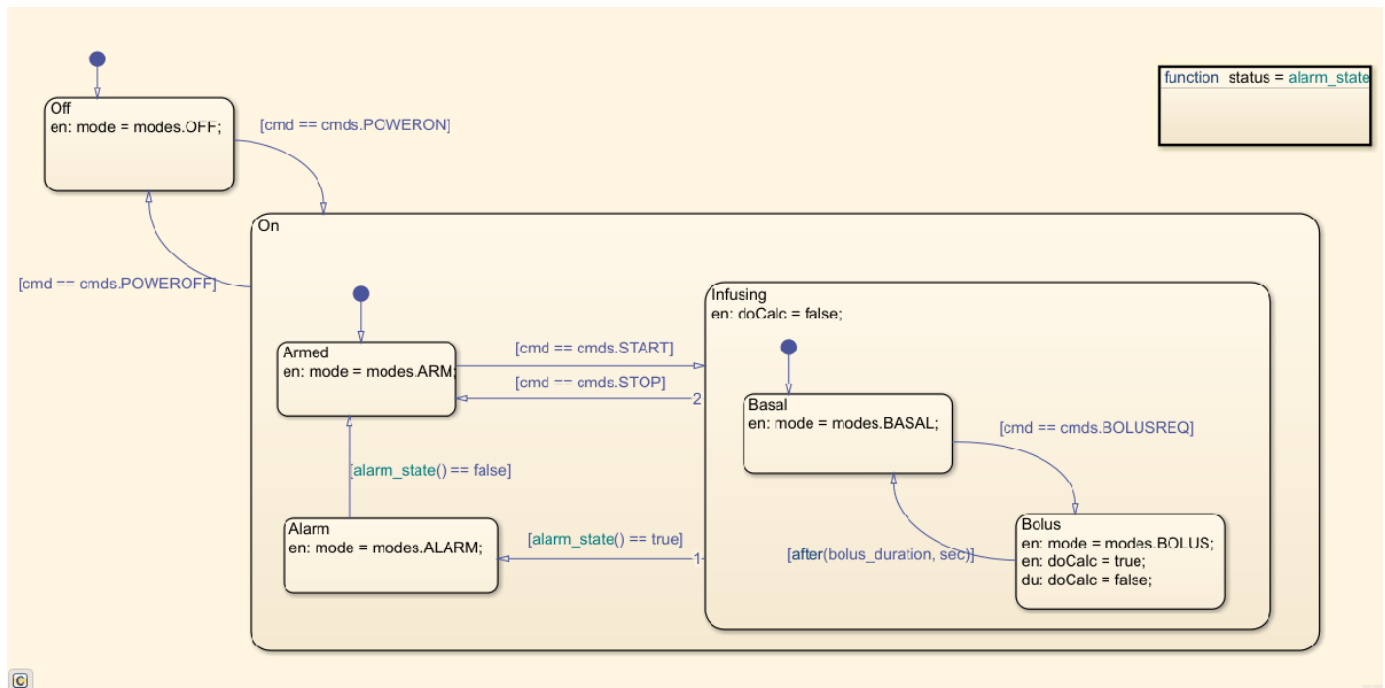 function status = alarm_state
Off
en: mode = modes.OFF;
[cmd == cmds.POWERON]
On
[cmd == cmds.POWEROFF]
Infusing
en: doCalc = false;
Armed
en: mode = modes.ARM;
[cmd == cmds.START]
[cmd == cmds.STOP]
2
Basal
en: mode = modes.BASAL;
[cmd == cmds.BOLUSREQ]
[alarm_state() == false]
Alarm
en: mode = modes.ALARM;
[alarm_state() == true]
1
[after(bolus_duration, sec)]
Bolus
en: mode = modes.BOLUS;
en: doCalc = true;
du: doCalc = false;
C